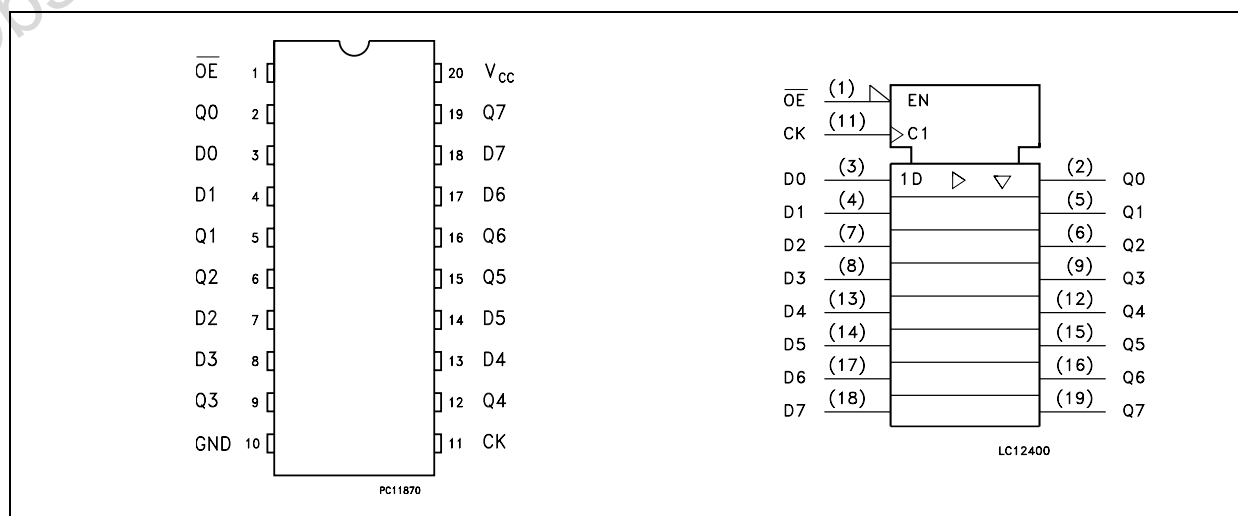 OE 1 20 VCC
Q0 2 19 Q7
D0 3 18 D7
D1 4 17 D6
Q1 5 16 Q6
Q2 6 15 Q5
D2 7 14 D5
D3 8 13 D4
Q3 9 12 Q4
GND 10 11 CK
PC11870
OE (1) EN
CK (11) C1
D0 (3) 1D (2) Q0
D1 (4) (5) Q1
D2 (7) (6) Q2
D3 (8) (9) Q3
D4 (13) (12) Q4
D5 (14) (15) Q5
D6 (17) (16) Q6
D7 (18) (19) Q7
LC12400